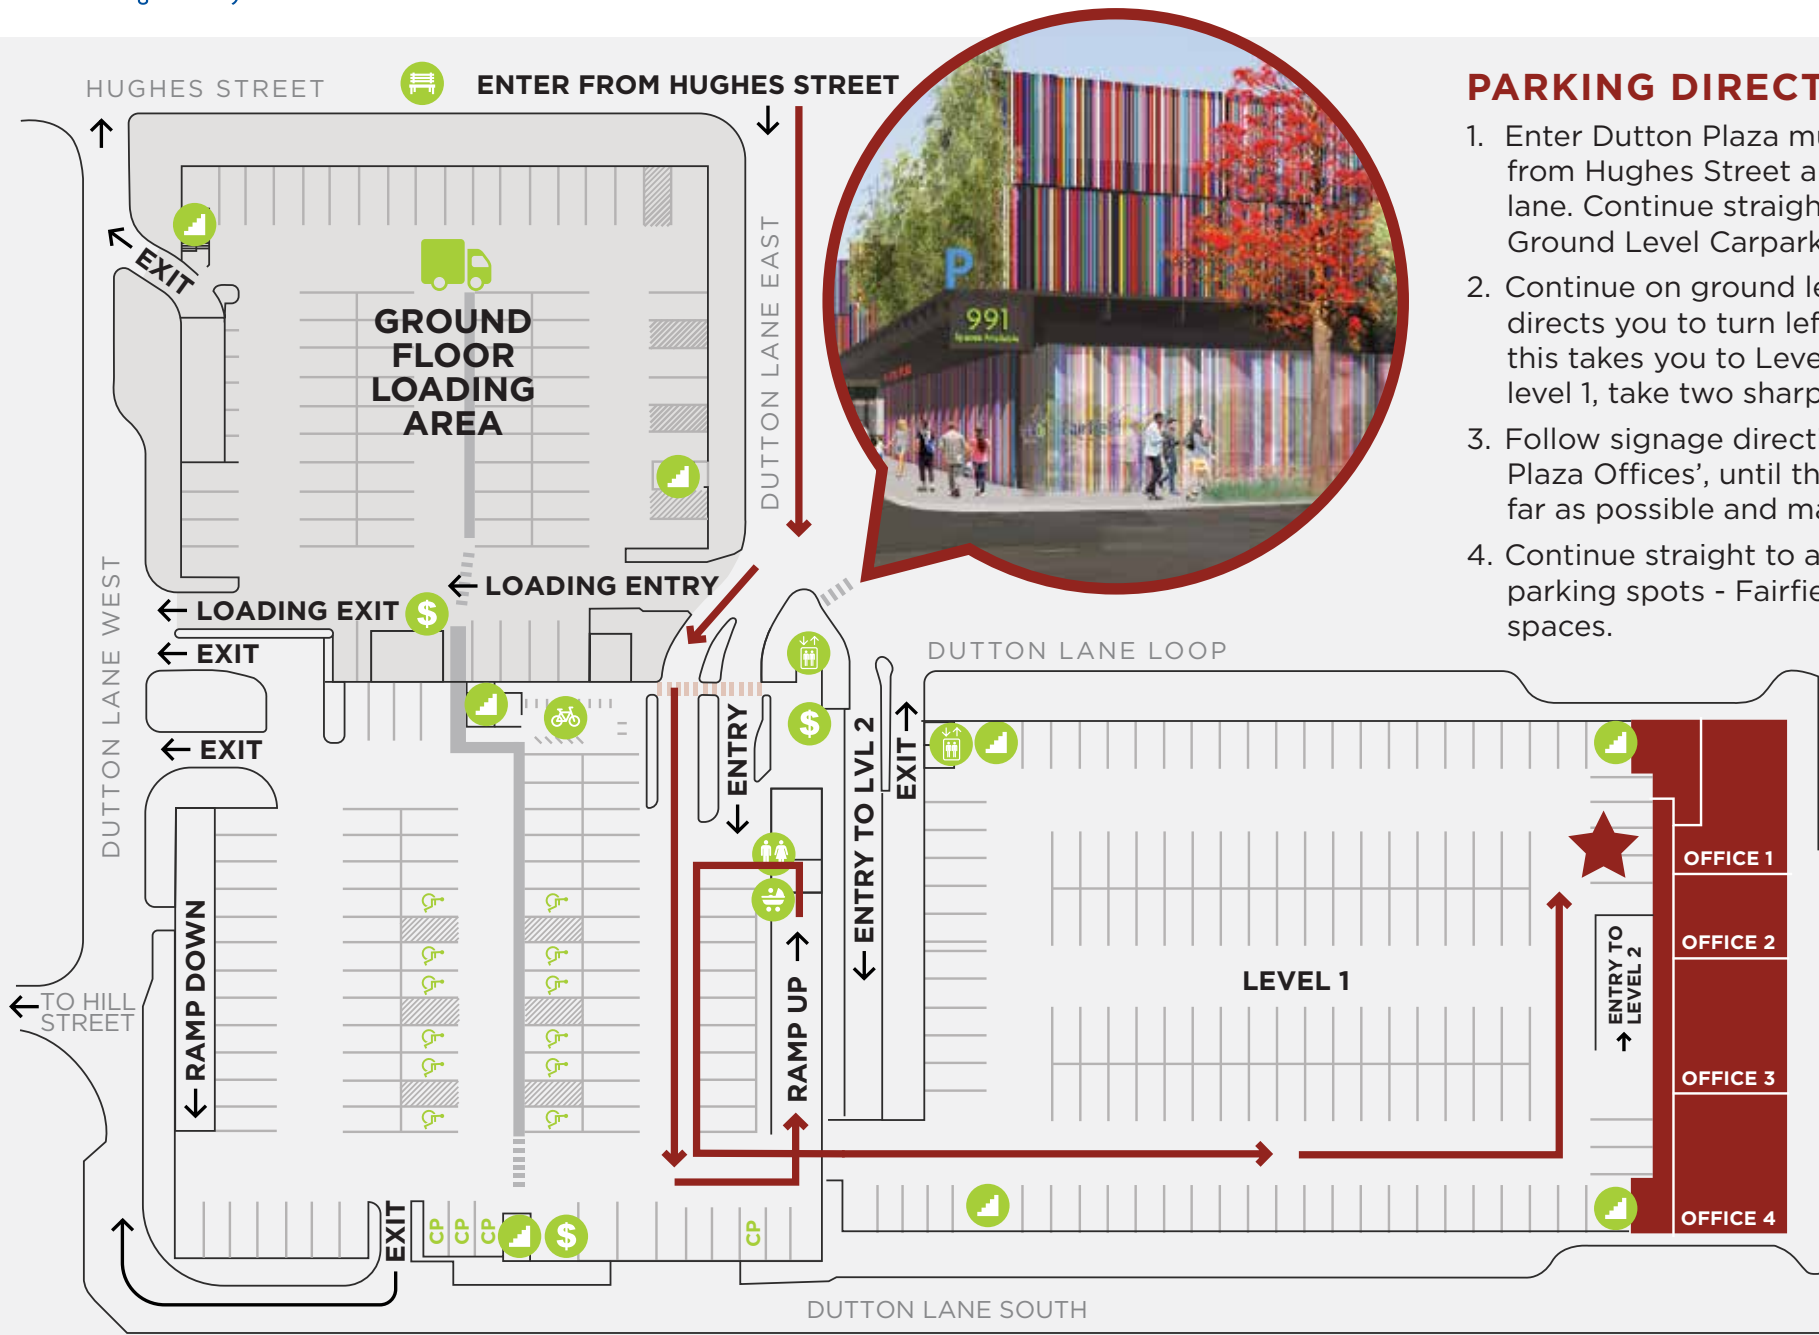 HUGHES STREET
ENTER FROM HUGHES STREET
EXIT
GROUND
FLOOR
LOADING
AREA
DUTTON LANE EAST
P
991
LOADING ENTRY
LOADING EXIT
$
EXIT
EXIT
DUTTON LANE WEST
TO HILL
STREET
RAMP DOWN
ENTRY
$
ENTRY TO LVL 2
EXIT
RAMP UP
DUTTON LANE LOOP
LEVEL 1
ENTRY TO
LEVEL 2
OFFICE 1
OFFICE 2
OFFICE 3
OFFICE 4
EXIT
CP
CP
CP
$
CP
DUTTON LANE SOUTH
PARKING DIRECT
1. Enter Dutton Plaza mu
from Hughes Street a
lane. Continue straigh
Ground Level Carpark
2. Continue on ground le
directs you to turn lef
this takes you to Leve
level 1, take two sharp
3. Follow signage direct
Plaza Offices', until th
far as possible and ma
4. Continue straight to a
parking spots - Fairfie
spaces.